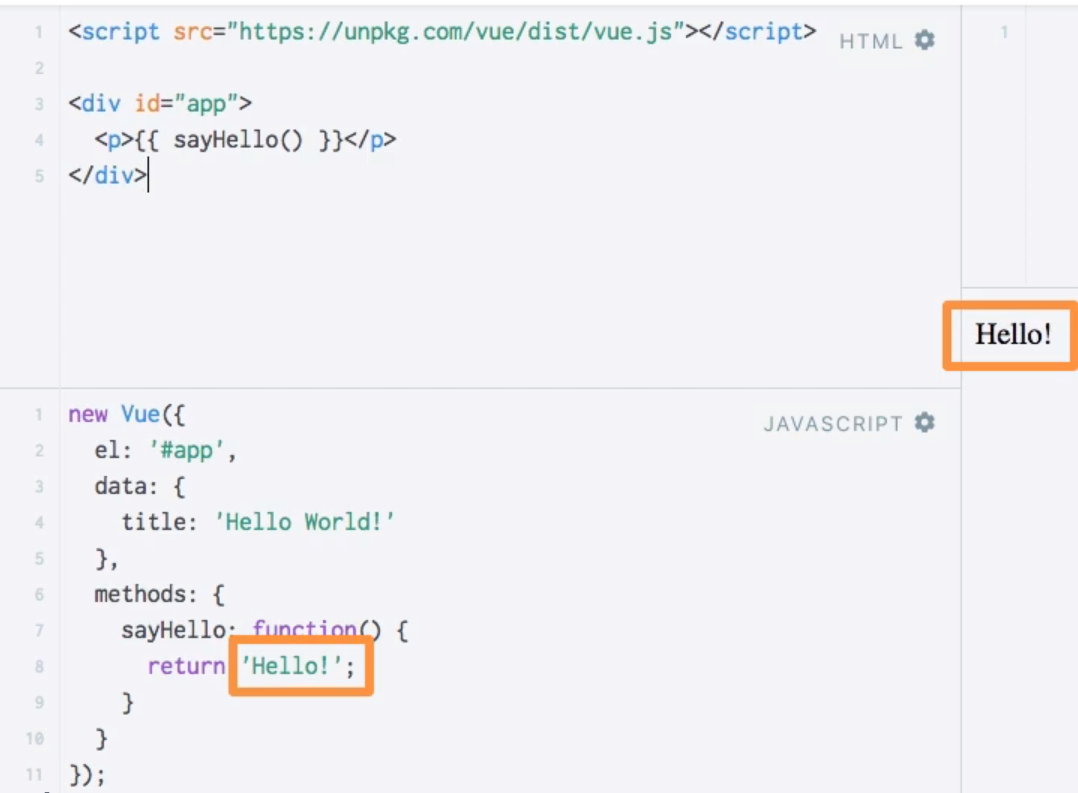 1 <script src="https://unpkg.com/vue/dist/vue.js"></script>
HTML
2
3 <div id="app">
4   <p>{{ sayHello() }}</p>
5 </div>
1
Hello!
1 new Vue({
JAVASCRIPT
2   el: '#app',
3   data: {
4     title: 'Hello World!'
5   },
6   methods: {
7     sayHello: function() {
8       return 'Hello!';
9     }
10   }
11 });